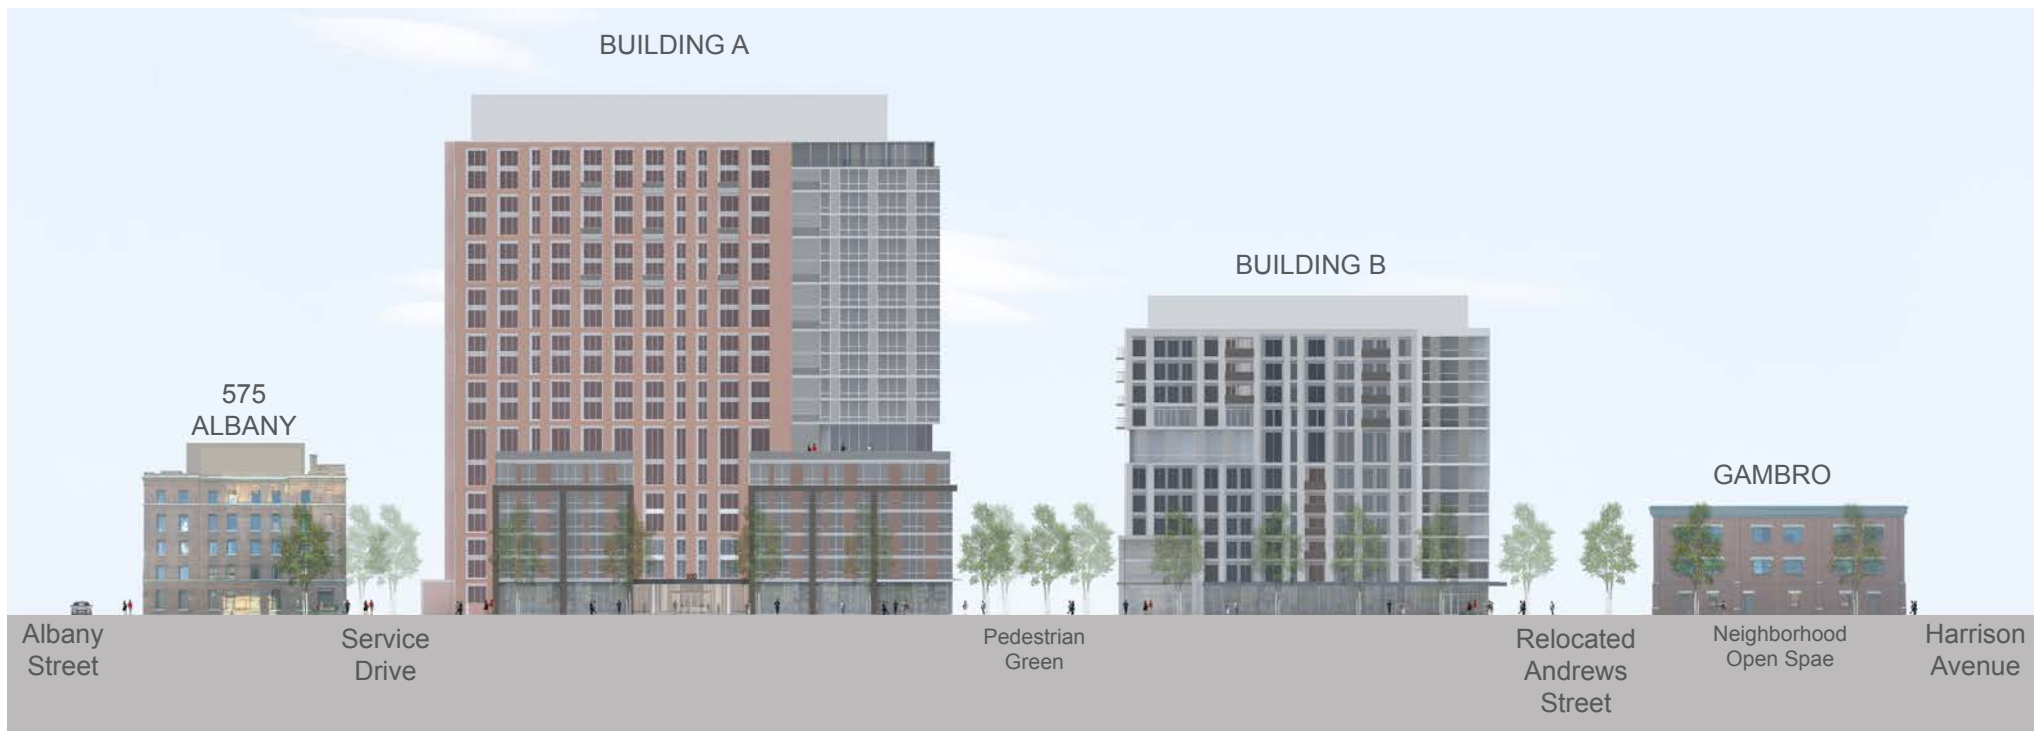 BUILDING A
BUILDING B
575
ALBANY
GAMBRO
300
Albany
Street
Service
Drive
Pedestrian
Green
Relocated
Andrews
Street
Neighborhood
Open Spae
Harrison
Avenue